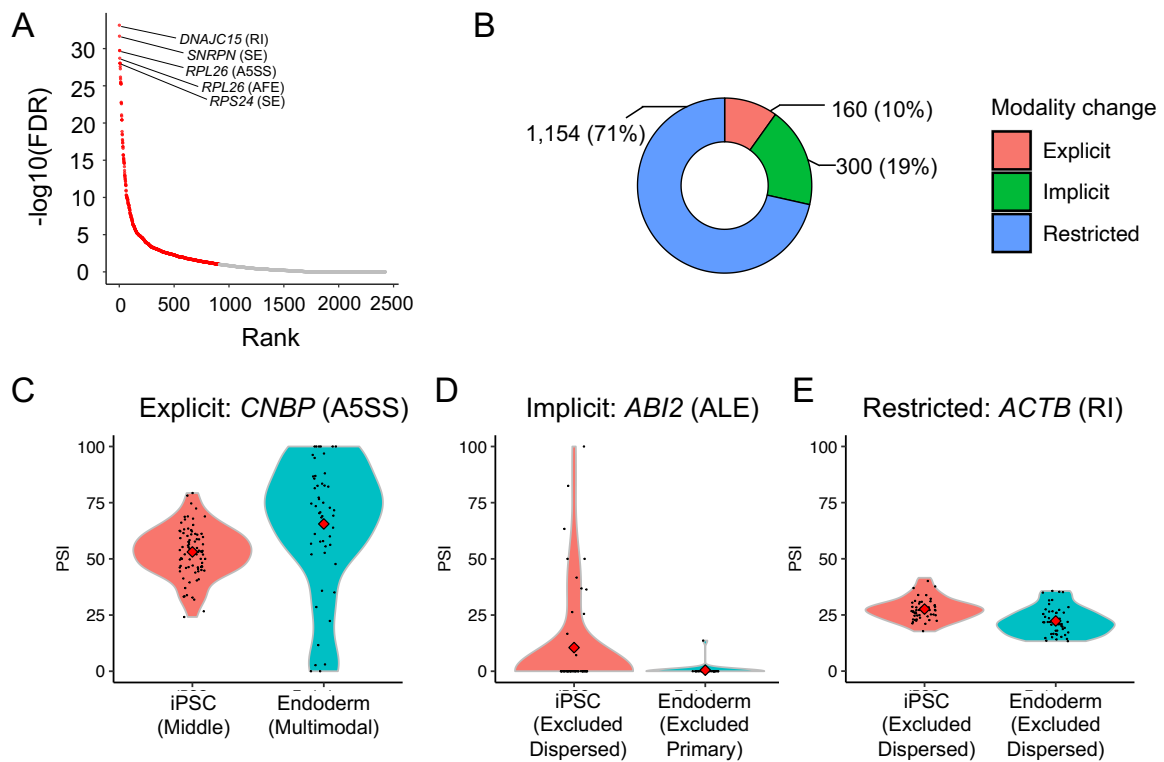 A
-log10(FDR)
30
25
20
15
10
5
0
DNAJC15 (RI)
SNRPN (SE)
RPL26 (A5SS)
RPL26 (AFE)
RPS24 (SE)
0 500 1000 1500 2000 2500
Rank
B
160 (10%)
1,154 (71%)
300 (19%)
Modality change
Explicit
Implicit
Restricted
C
Explicit: CNBP (A5SS)
PSI
100
75
50
25
0
iPSC
(Middle)
Endoderm
(Multimodal)
D
Implicit: ABI2 (ALE)
PSI
100
75
50
25
0
iPSC
(Excluded
Dispersed)
Endoderm
(Excluded
Primary)
E
Restricted: ACTB (RI)
PSI
100
75
50
25
0
iPSC
(Excluded
Dispersed)
Endoderm
(Excluded
Dispersed)